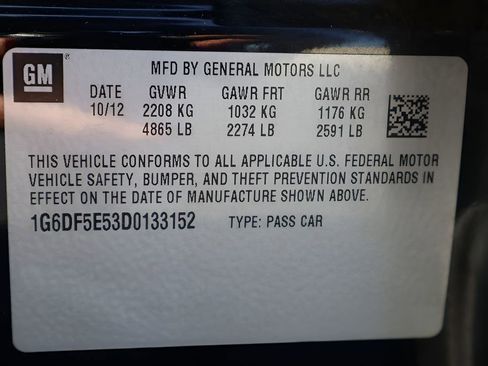 GM
®
MFD BY GENERAL MOTORS LLC
DATE GVWR GAWR FRT GAWR RR
10/12 2208 KG 1032 KG 1176 KG
4865 LB 2274 LB 2591 LB
THIS VEHICLE CONFORMS TO ALL APPLICABLE U.S. FEDERAL MOTOR
VEHICLE SAFETY, BUMPER, AND THEFT PREVENTION STANDARDS IN
EFFECT ON THE DATE OF MANUFACTURE SHOWN ABOVE.
1G6DF5E53D0133152 TYPE: PASS CAR